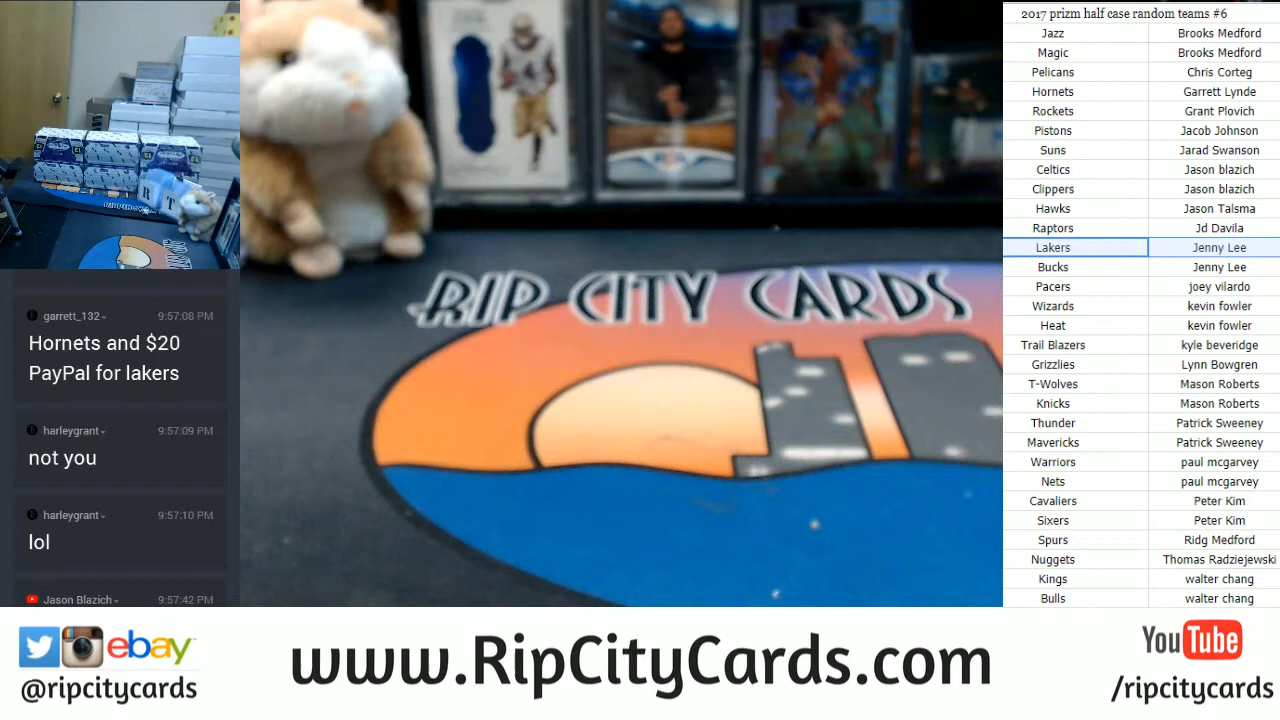 RIP CITY CARDS
R T
garrett_132 9:57:08 PM
Hornets and $20
PayPal for lakers
harleygrant 9:57:09 PM
not you
harleygrant 9:57:10 PM
lol
Jason Blazich 9:57:42 PM
2017 prizm half case random teams #6
Jazz Brooks Medford
Magic Brooks Medford
Pelicans Chris Corteg
Hornets Garrett Lynde
Rockets Grant Plovich
Pistons Jacob Johnson
Suns Jarad Swanson
Celtics Jason blazich
Clippers Jason blazich
Hawks Jason Talsma
Raptors Jd Davila
Lakers Jenny Lee
Bucks Jenny Lee
Pacers joey vilardo
Wizards kevin fowler
Heat kevin fowler
Trail Blazers kyle beveridge
Grizzlies Lynn Bowgren
T-Wolves Mason Roberts
Knicks Mason Roberts
Thunder Patrick Sweeney
Mavericks Patrick Sweeney
Warriors paul mcgarvey
Nets paul mcgarvey
Cavaliers Peter Kim
Sixers Peter Kim
Spurs Ridg Medford
Nuggets Thomas Radziejewski
Kings walter chang
Bulls walter chang
ebay
@ripcitycards
www.RipCityCards.com
YouTube
/ripcitycards